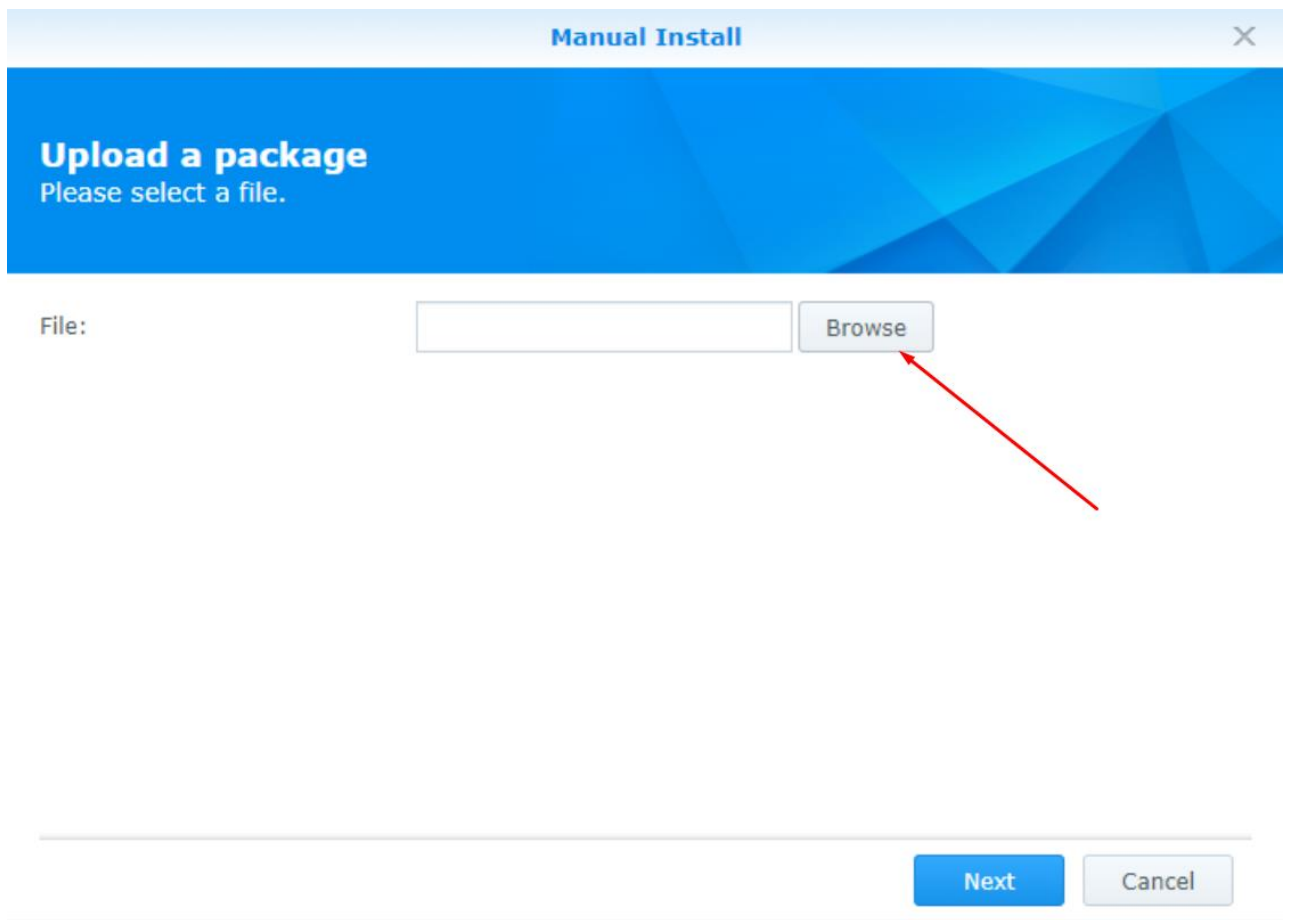 Manual Install
Upload a package
Please select a file.
File:
Browse
Next
Cancel